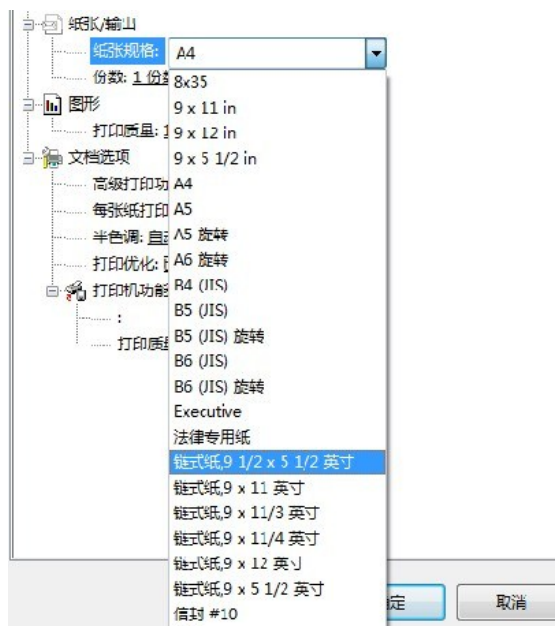 纸张/输出
纸张规格: A4
份数: 1 份数
8x35
图形
9 x 11 in
打印质量:
9 x 12 in
文档选项
9 x 5 1/2 in
高级打印功
A4
每张纸打印
A5
半色调: 自动
A5 旋转
打印优化:
A6 旋转
打印机功能
B4 (JIS)
:
B5 (JIS)
打印质量
B5 (JIS) 旋转
B6 (JIS)
B6 (JIS) 旋转
Executive
法律专用纸
链式纸,9 1/2 x 5 1/2 英寸
链式纸,9 x 11 英寸
链式纸,9 x 11/3 英寸
链式纸,9 x 11/4 英寸
链式纸,9 x 12 英寸
链式纸,9 x 5 1/2 英寸
信封 #10
定
取消